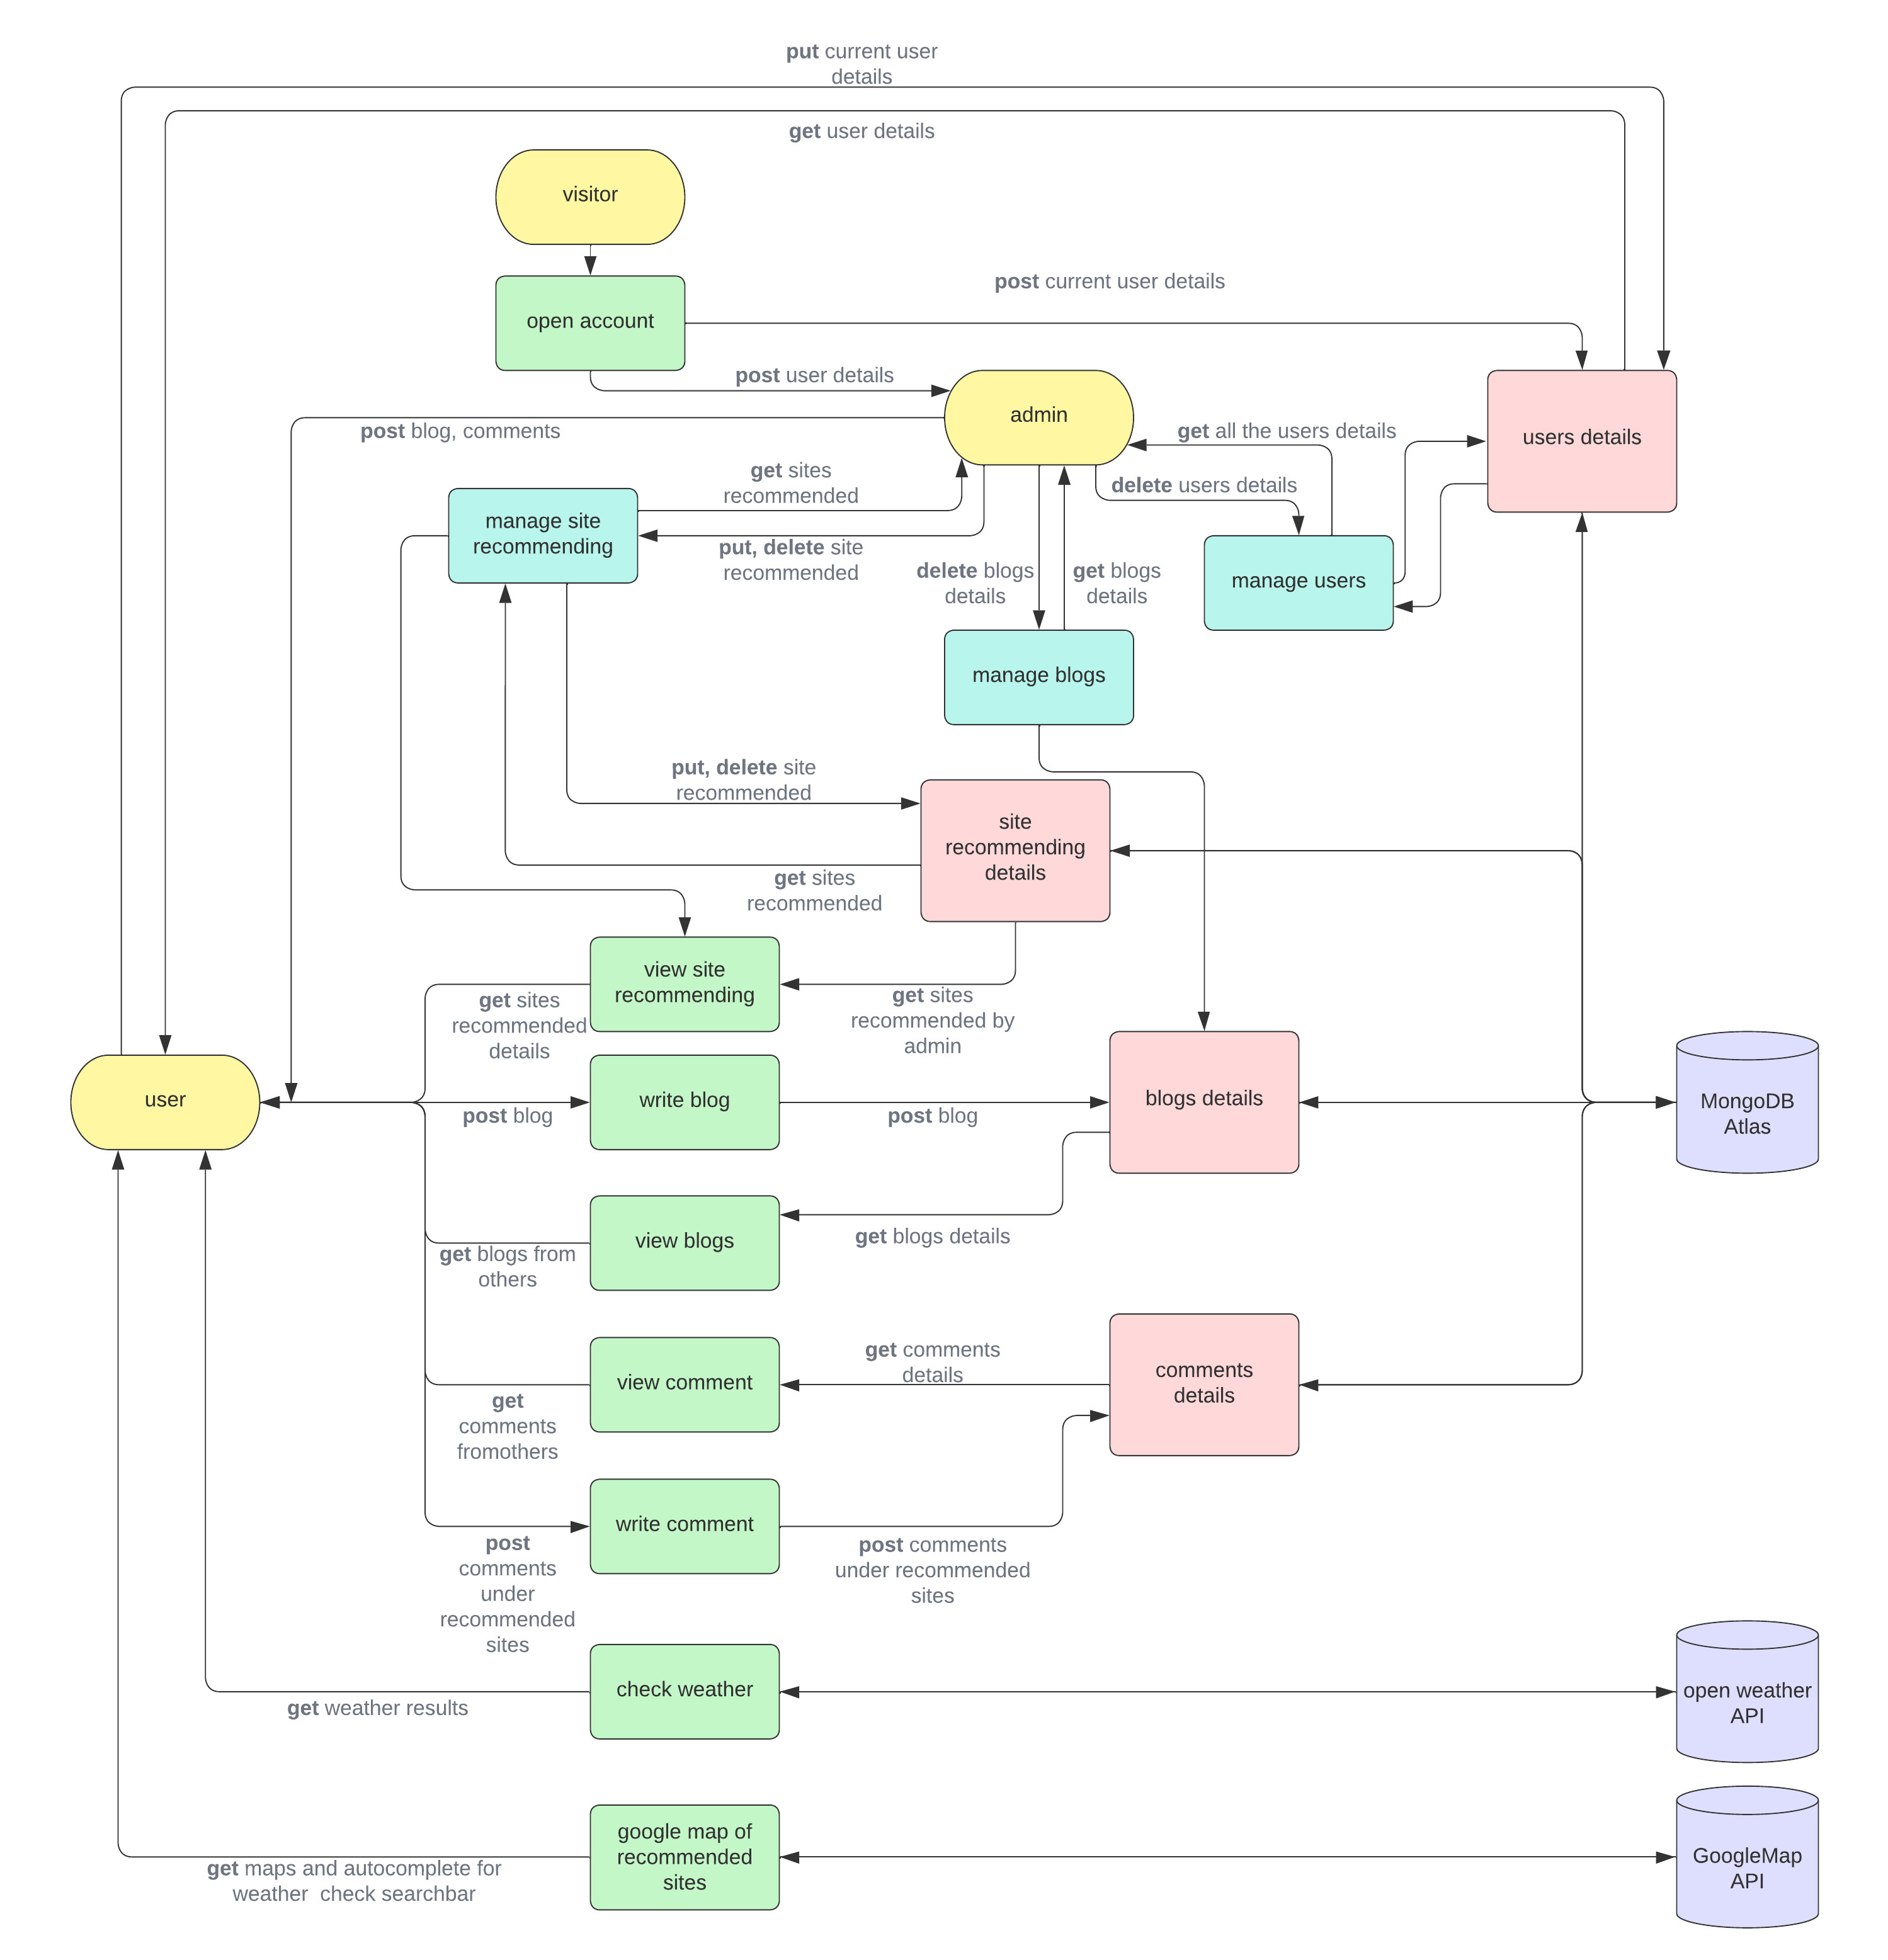 put current user
details
get user details
visitor
open account
post current user details
post user details
admin
post blog, comments
get all the users details
users details
get sites
recommended
delete users details
manage site
recommending
put, delete site
recommended
delete blogs
details
get blogs
details
manage users
manage blogs
put, delete site
recommended
site
recommending
details
get sites
recommended
view site
recommending
get sites
recommended
details
get sites
recommended by
admin
user
write blog
post blog
post blog
blogs details
MongoDB
Atlas
view blogs
get blogs from
others
get blogs details
view comment
get comments
details
comments
details
get
comments
fromothers
write comment
post
comments
under
recommended
sites
post comments
under recommended
sites
check weather
get weather results
open weather
API
google map of
recommended
sites
get maps and autocomplete for
weather  check searchbar
GoogleMap
API